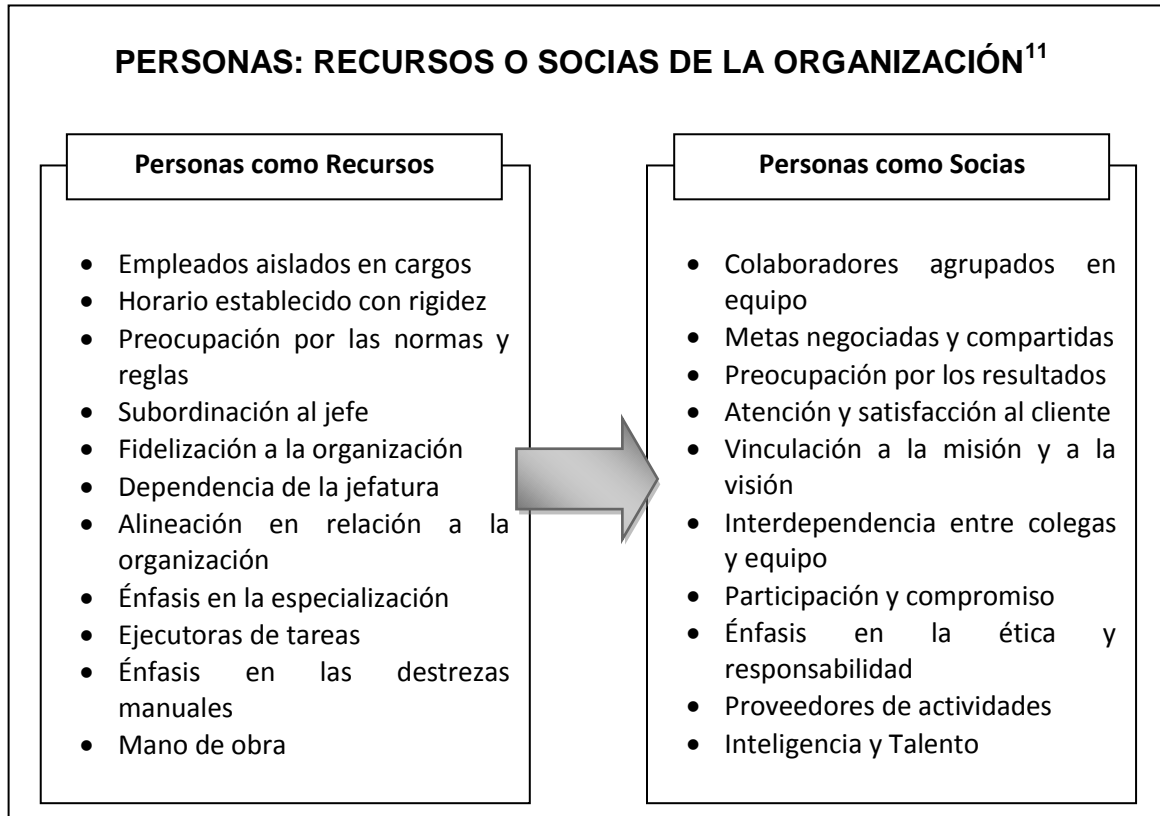 PERSONAS: RECURSOS O SOCIAS DE LA ORGANIZACIÓN11
Personas como Recursos
• Empleados aislados en cargos
• Horario establecido con rigidez
• Preocupación por las normas y
reglas
• Subordinación al jefe
• Fidelización a la organización
• Dependencia de la jefatura
• Alineación en relación a la
organización
• Énfasis en la especialización
• Ejecutoras de tareas
• Énfasis en las destrezas
manuales
• Mano de obra
Personas como Socias
• Colaboradores agrupados en
equipo
• Metas negociadas y compartidas
• Preocupación por los resultados
• Atención y satisfacción al cliente
• Vinculación a la misión y a la
visión
• Interdependencia entre colegas
y equipo
• Participación y compromiso
• Énfasis en la ética y
responsabilidad
• Proveedores de actividades
• Inteligencia y Talento